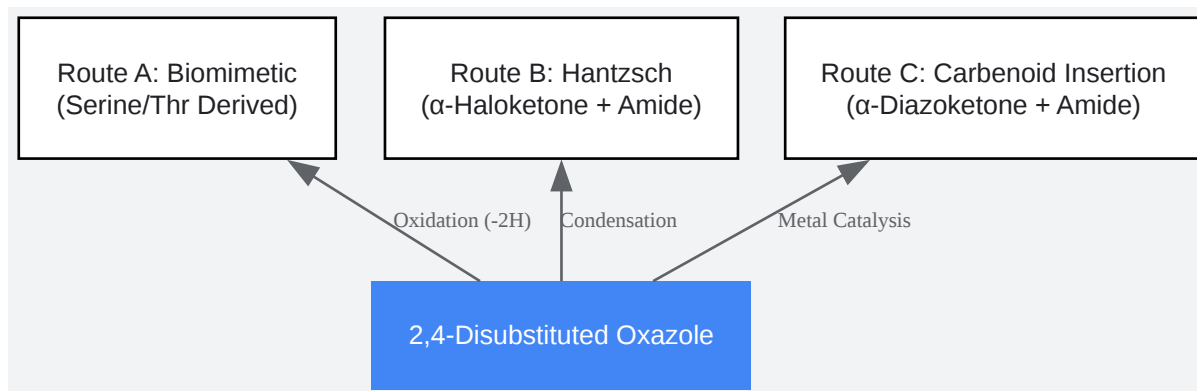 Route A: Biomimetic
(Serine/Thr Derived)
Route B: Hantzsch
(α-Haloketone + Amide)
Route C: Carbenoid Insertion
(α-Diazoketone + Amide)
Oxidation (-2H)
Condensation
Metal Catalysis
2,4-Disubstituted Oxazole